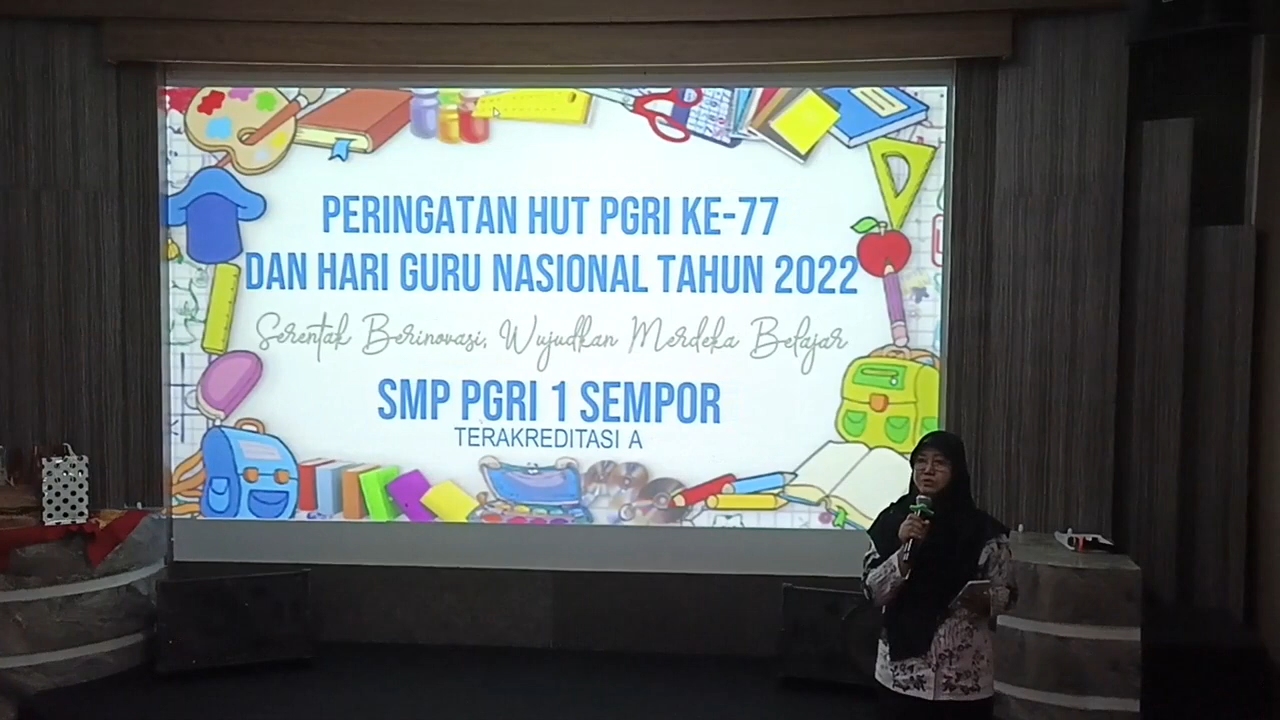 PERINGATAN HUT PGRI KE-77
DAN HARI GURU NASIONAL TAHUN 2022
Serentak Berinovasi, Wujudkan Merdeka Belajar
SMP PGRI 1 SEMPOR
TERAKREDITASI A